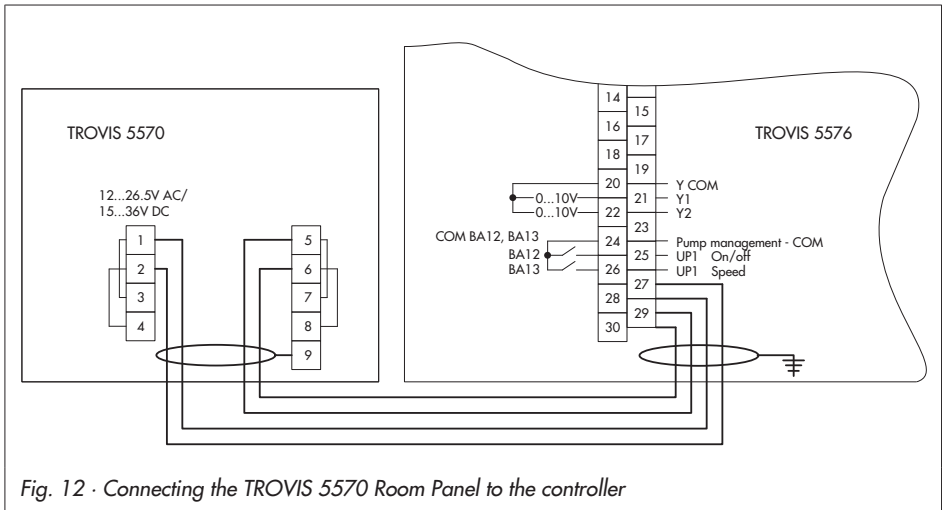 TROVIS 5570
12...26.5V AC/
15...36V DC
1
2
3
4
5
6
7
8
9
TROVIS 5576
14
15
16
17
18
19
20
21
22
23
24
25
26
27
28
29
30
0...10V
0...10V
COM BA12, BA13
BA12
BA13
Y COM
Y1
Y2
Pump management - COM
UP1 On/off
UP1 Speed
Fig. 12 · Connecting the TROVIS 5570 Room Panel to the controller